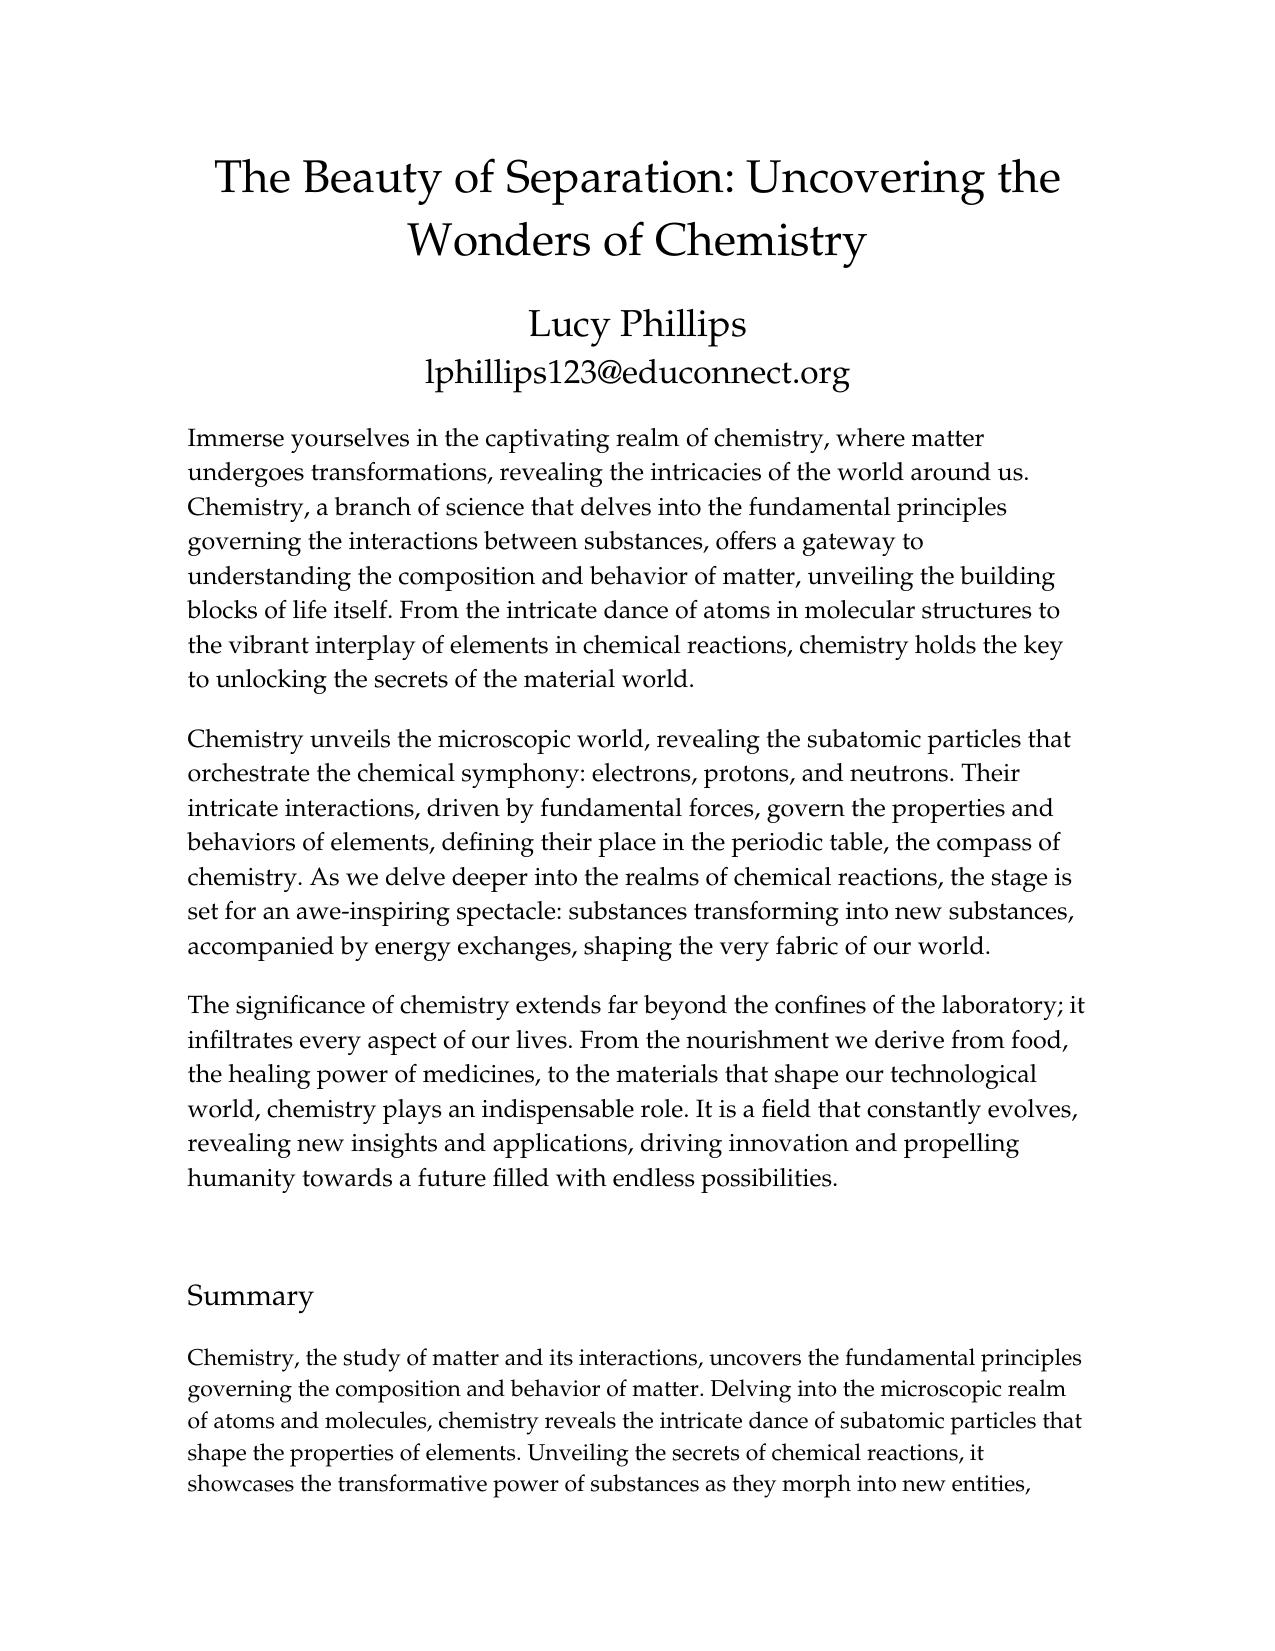 The Beauty of Separation: Uncovering the
Wonders of Chemistry
Lucy Phillips
lphillips123@educonnect.org
Immerse yourselves in the captivating realm of chemistry, where matter
undergoes transformations, revealing the intricacies of the world around us.
Chemistry, a branch of science that delves into the fundamental principles
governing the interactions between substances, offers a gateway to
understanding the composition and behavior of matter, unveiling the building
blocks of life itself. From the intricate dance of atoms in molecular structures to
the vibrant interplay of elements in chemical reactions, chemistry holds the key
to unlocking the secrets of the material world.
Chemistry unveils the microscopic world, revealing the subatomic particles that
orchestrate the chemical symphony: electrons, protons, and neutrons. Their
intricate interactions, driven by fundamental forces, govern the properties and
behaviors of elements, defining their place in the periodic table, the compass of
chemistry. As we delve deeper into the realms of chemical reactions, the stage is
set for an awe-inspiring spectacle: substances transforming into new substances,
accompanied by energy exchanges, shaping the very fabric of our world.
The significance of chemistry extends far beyond the confines of the laboratory; it
infiltrates every aspect of our lives. From the nourishment we derive from food,
the healing power of medicines, to the materials that shape our technological
world, chemistry plays an indispensable role. It is a field that constantly evolves,
revealing new insights and applications, driving innovation and propelling
humanity towards a future filled with endless possibilities.
Summary
Chemistry, the study of matter and its interactions, uncovers the fundamental principles
governing the composition and behavior of matter. Delving into the microscopic realm
of atoms and molecules, chemistry reveals the intricate dance of subatomic particles that
shape the properties of elements. Unveiling the secrets of chemical reactions, it
showcases the transformative power of substances as they morph into new entities,